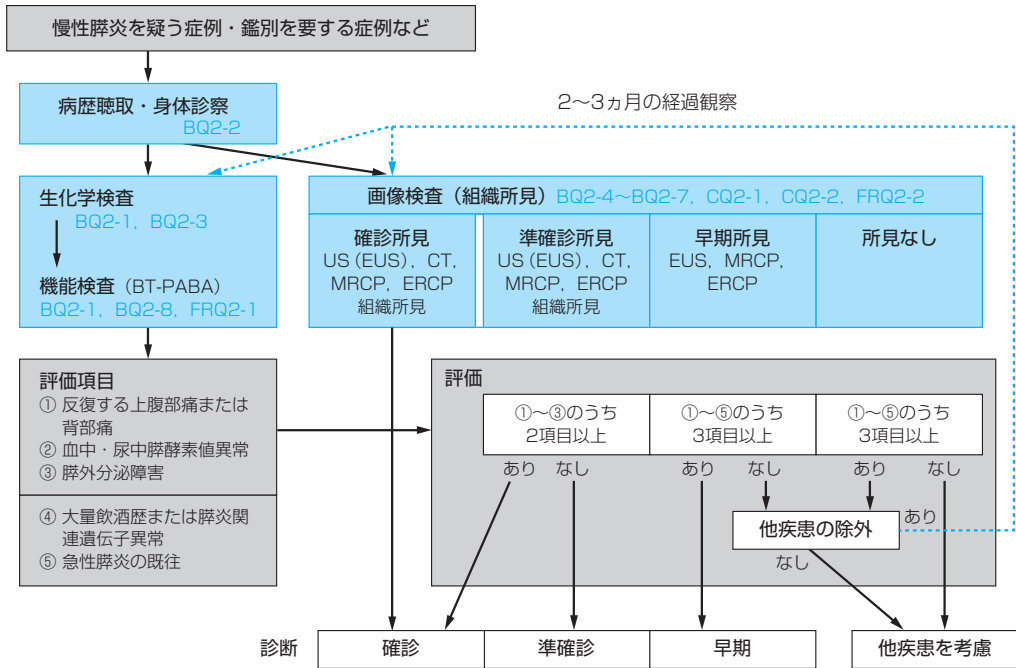 慢性膵炎を疑う症例・鑑別を要する症例など
病歴聴取・身体診察
BQ2-2
2〜3ヵ月の経過観察
生化学検査
BQ2-1, BQ2-3
機能検査（BT-PABA）
BQ2-1, BQ2-8, FRQ2-1
画像検査（組織所見）BQ2-4〜BQ2-7, CQ2-1, CQ2-2, FRQ2-2
確診所見
US（EUS）, CT,
MRCP, ERCP
組織所見
準確診所見
US（EUS）, CT,
MRCP, ERCP
組織所見
早期所見
EUS, MRCP,
ERCP
所見なし
評価項目
① 反復する上腹部痛または
背部痛
② 血中・尿中膵酵素値異常
③ 膵外分泌障害
④ 大量飲酒歴または膵炎関
連遺伝子異常
⑤ 急性膵炎の既往
評価
①〜③のうち
2項目以上
①〜⑤のうち
3項目以上
①〜⑤のうち
3項目以上
あり なし
あり なし
あり なし
他疾患の除外
あり
なし
診断
確診
準確診
早期
他疾患を考慮